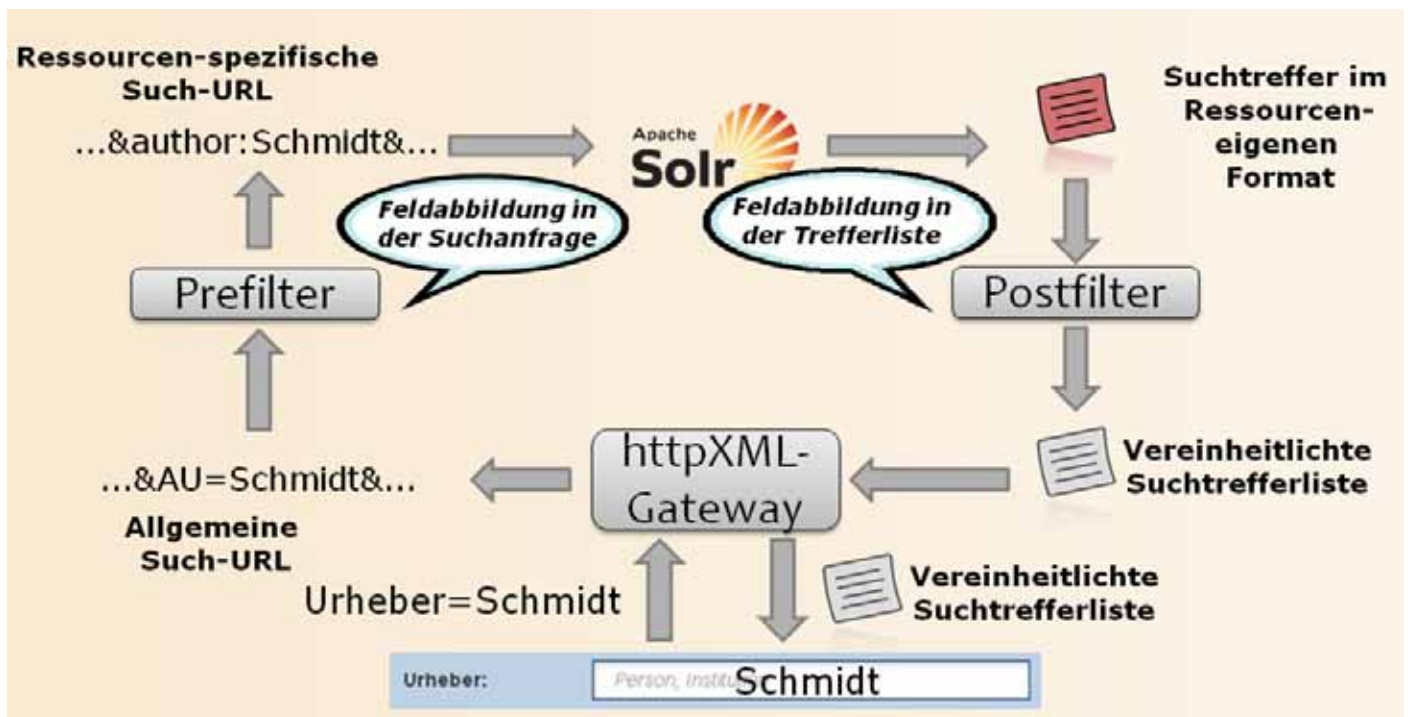 Ressourcen-spezifische
Such-URL
...&author:Schmidt&...
Apache
Solr
Suchtreffer im
Ressourcen-
eigenen
Format
Feldabbildung in
der Suchanfrage
Feldabbildung in
der Trefferliste
Prefilter
Postfilter
...&AU=Schmidt&...
Allgemeine
Such-URL
httpXML-
Gateway
Vereinheitlichte
Suchtrefferliste
Urheber=Schmidt
Vereinheitlichte
Suchtrefferliste
Urheber:
Person, Schmidt